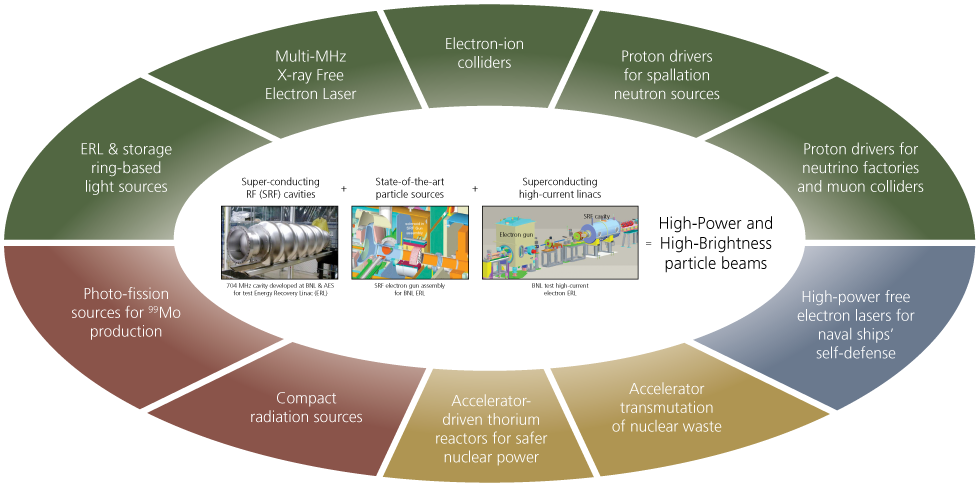 Electron-ion
colliders
Multi-MHz
X-ray Free
Electron Laser
Proton drivers
for spallation
neutron sources
ERL & storage
ring-based
light sources
Proton drivers for
neutrino factories
and muon colliders
Super-conducting
RF (SRF) cavities
+
State-of-the-art
particle sources
+
Superconducting
high-current linacs
SRF cavity
Electron gun
= High-Power and
High-Brightness
particle beams
704 MHz cavity developed at BNL & AES
for test Energy Recovery Linac (ERL)
SRF electron gun assembly
for BNL ERL
BNL test high-current
electron ERL
Photo-fission
sources for ⁹⁹Mo
production
High-power free
electron lasers for
naval ships’
self-defense
Compact
radiation sources
Accelerator-
driven thorium
reactors for safer
nuclear power
Accelerator
transmutation
of nuclear waste